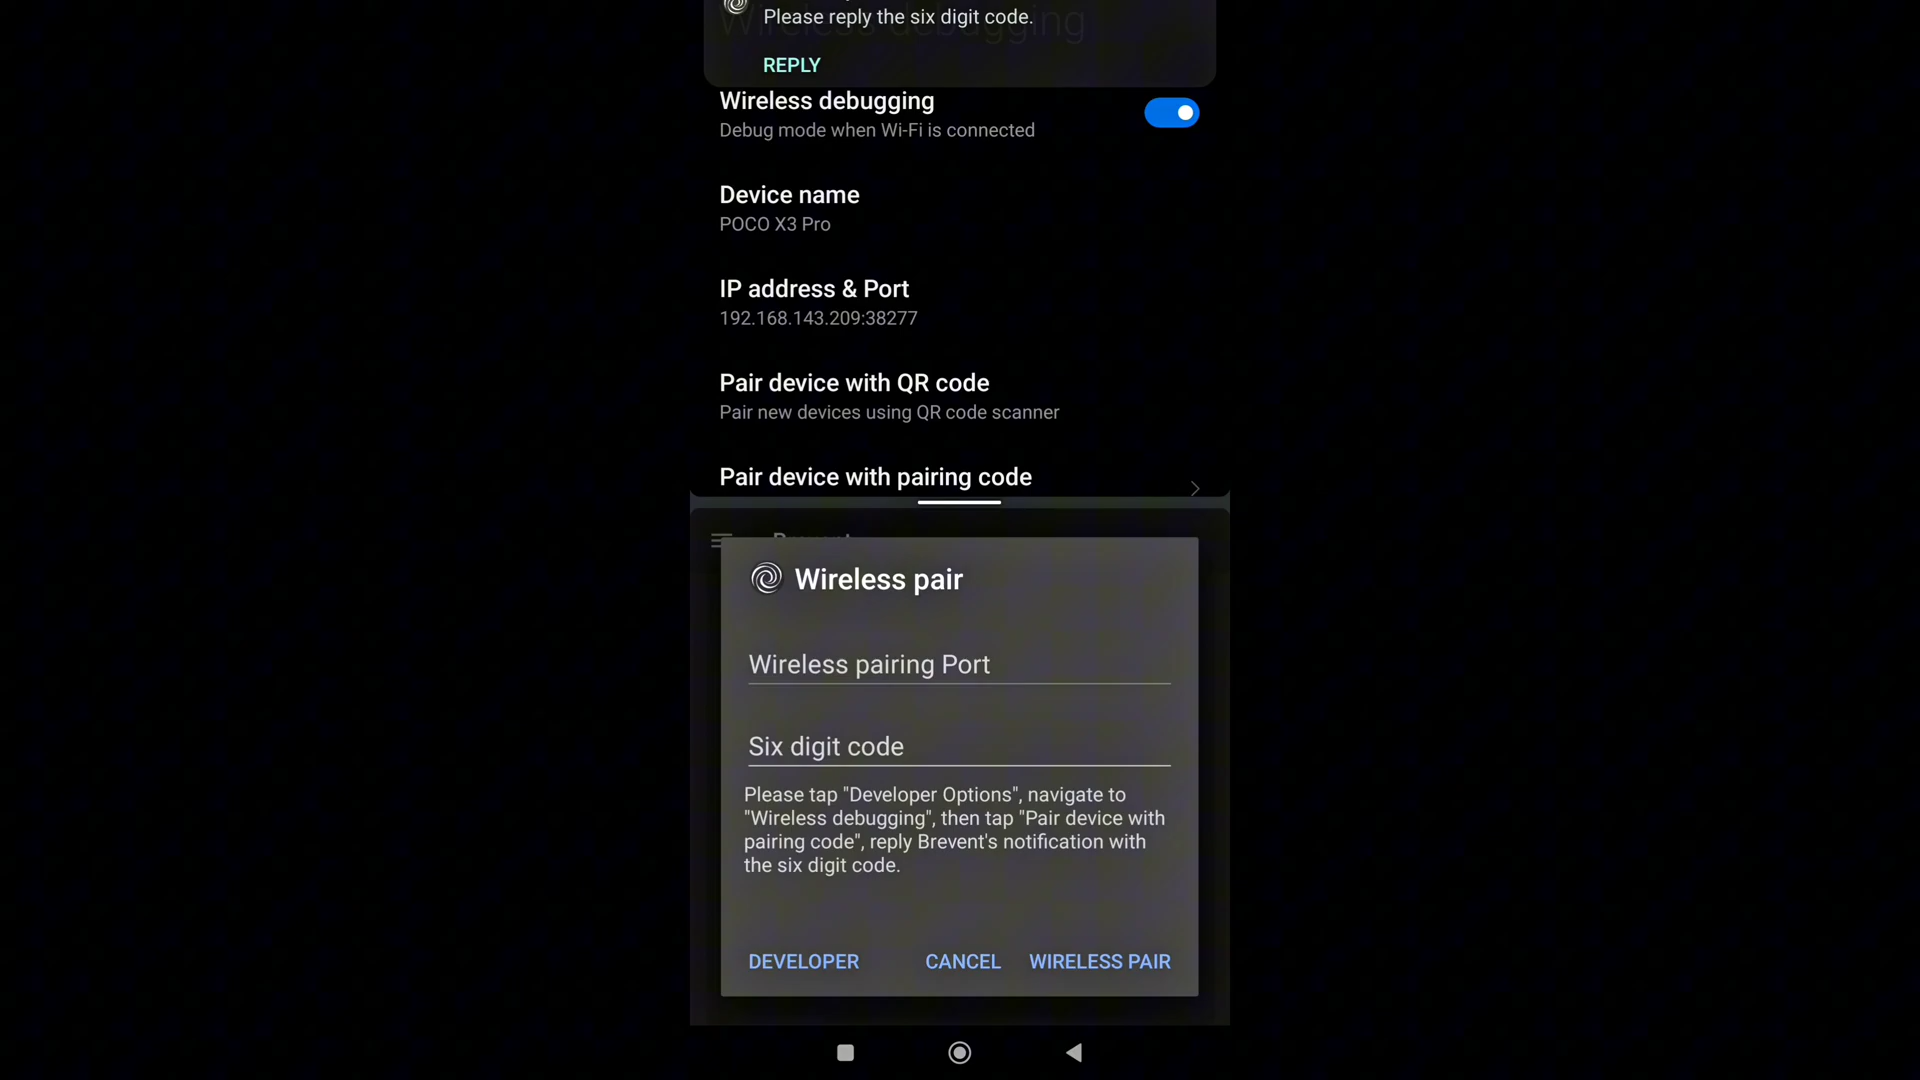 Please reply the six digit code.
Wireless debugging
REPLY
Wireless debugging
Debug mode when Wi-Fi is connected
Device name
POCO X3 Pro
IP address & Port
192.168.143.209:38277
Pair device with QR code
Pair new devices using QR code scanner
Pair device with pairing code
Brevent
Wireless pair
Wireless pairing Port
Six digit code
Please tap "Developer Options", navigate to
"Wireless debugging", then tap "Pair device with
pairing code", reply Brevent's notification with
the six digit code.
DEVELOPER
CANCEL
WIRELESS PAIR